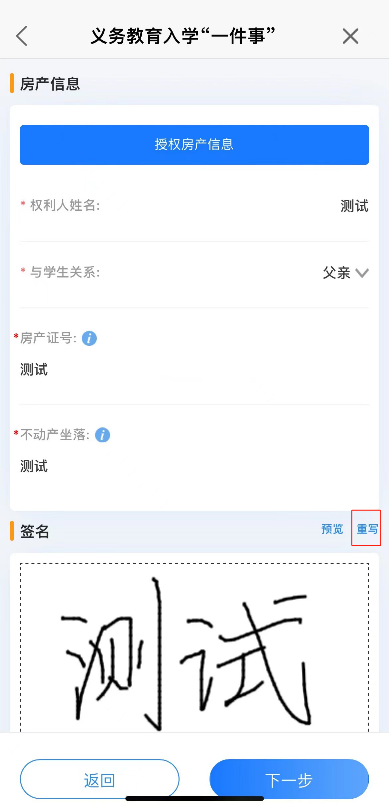 义务教育入学“一件事”
房产信息
授权房产信息
* 权利人姓名: 测试
* 与学生关系: 父亲
*房产证号:
测试
*不动产坐落:
测试
签名 预览 重写
测试
返回 下一步